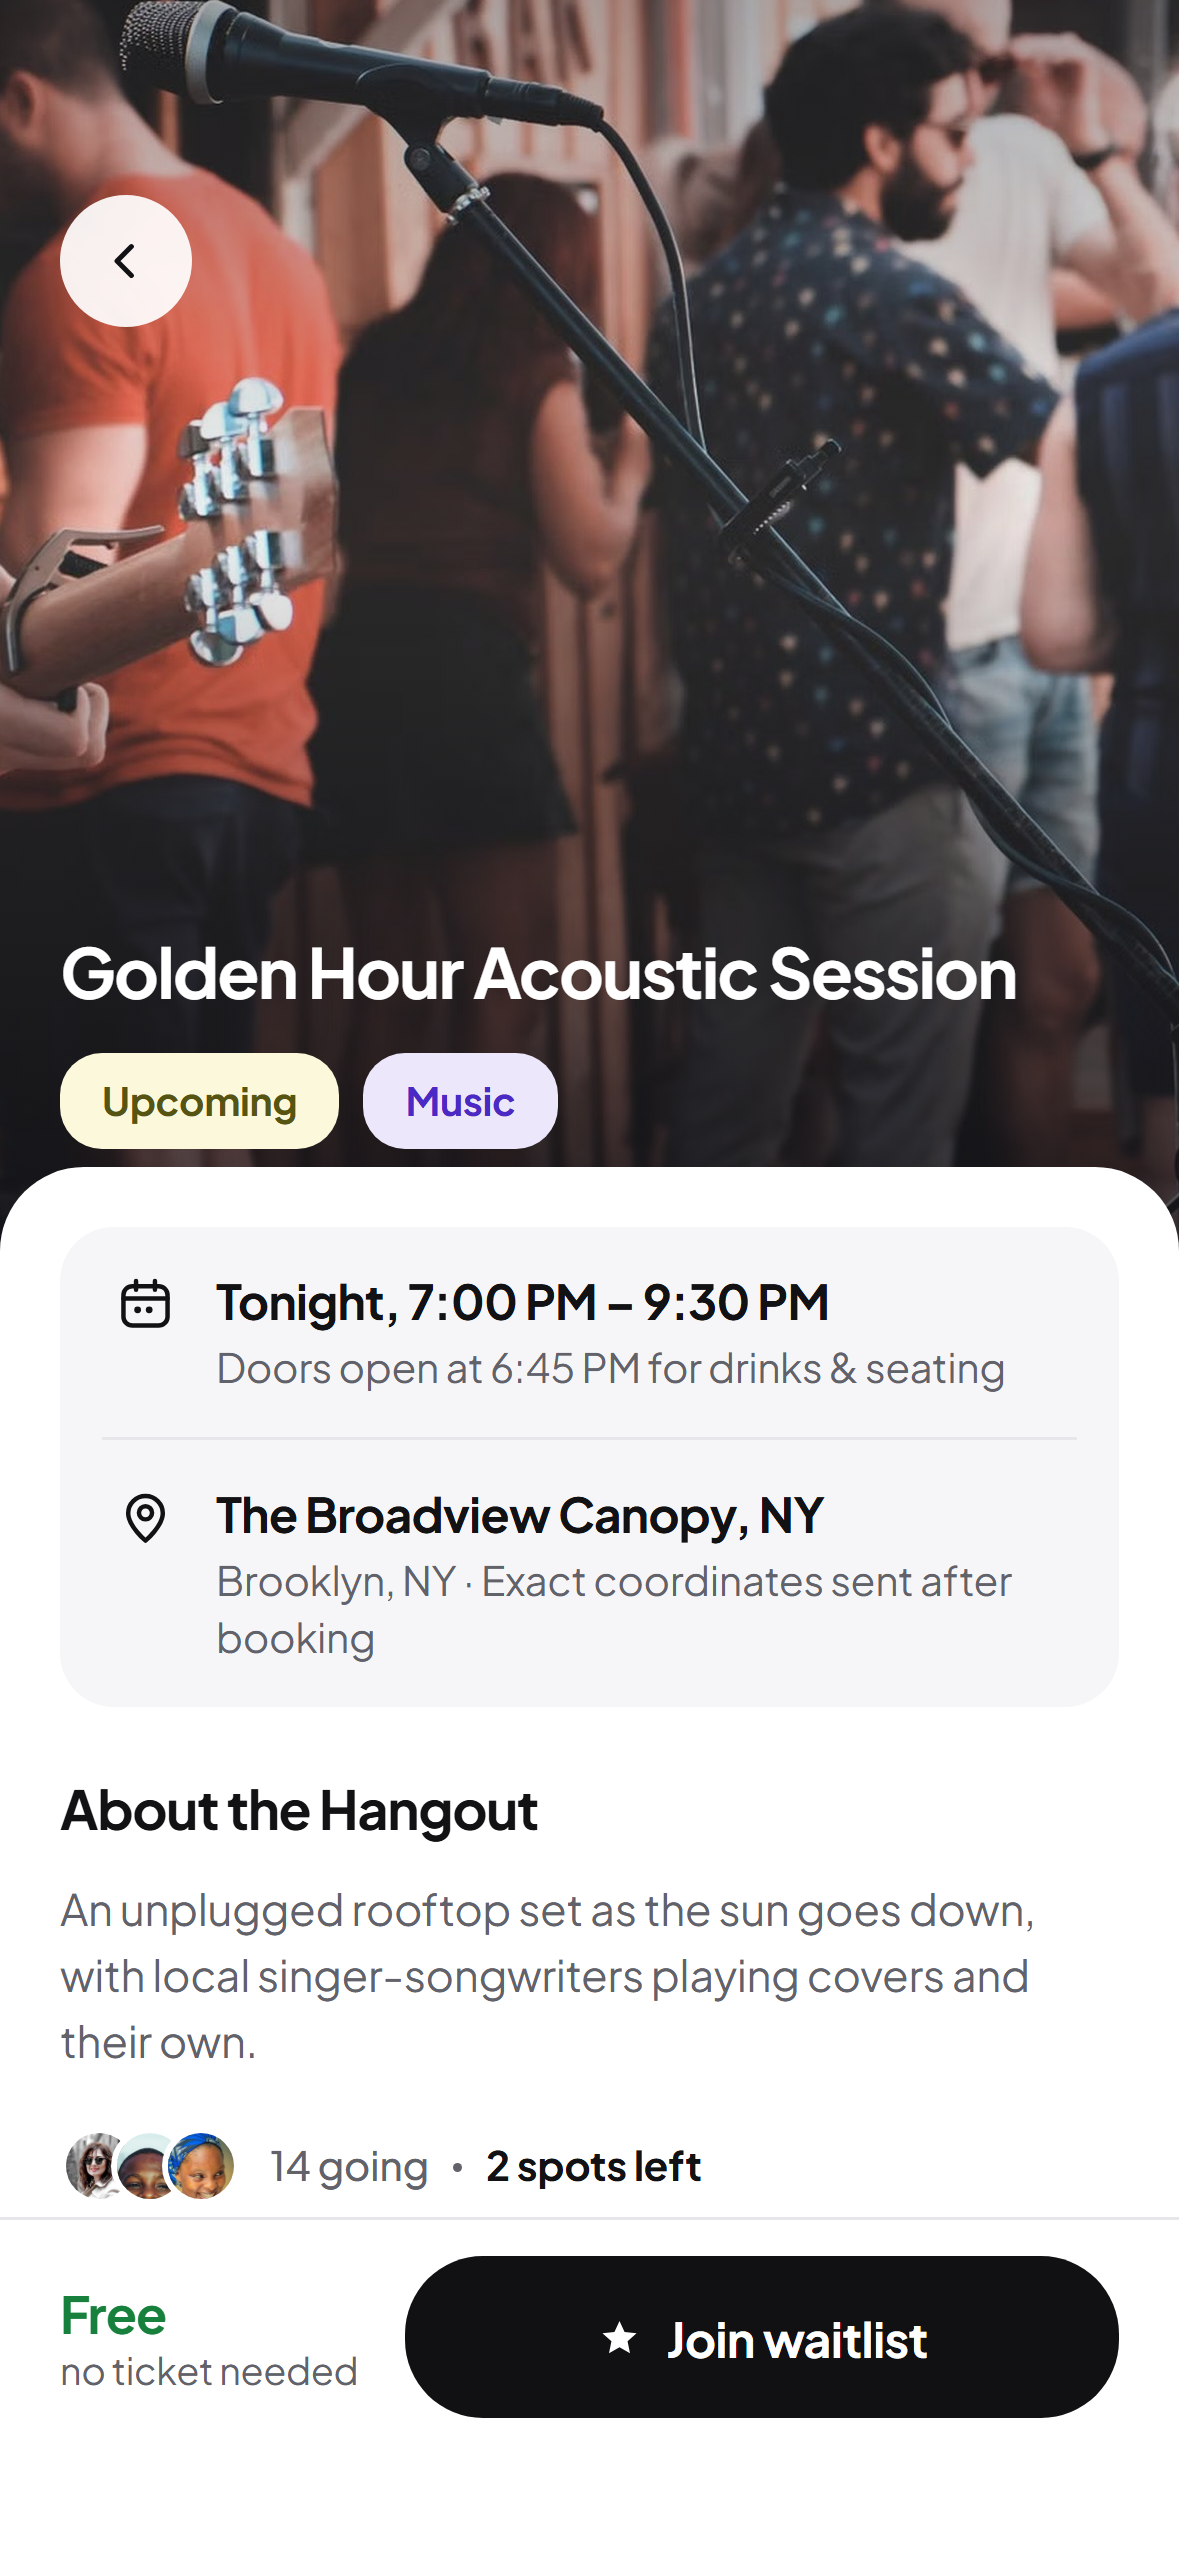 Golden Hour Acoustic Session
Upcoming
Music
Tonight, 7:00 PM – 9:30 PM
Doors open at 6:45 PM for drinks & seating
The Broadview Canopy, NY
Brooklyn, NY · Exact coordinates sent after
booking
About the Hangout
An unplugged rooftop set as the sun goes down,
with local singer-songwriters playing covers and
their own.
14 going • 2 spots left
Free
no ticket needed
Join waitlist